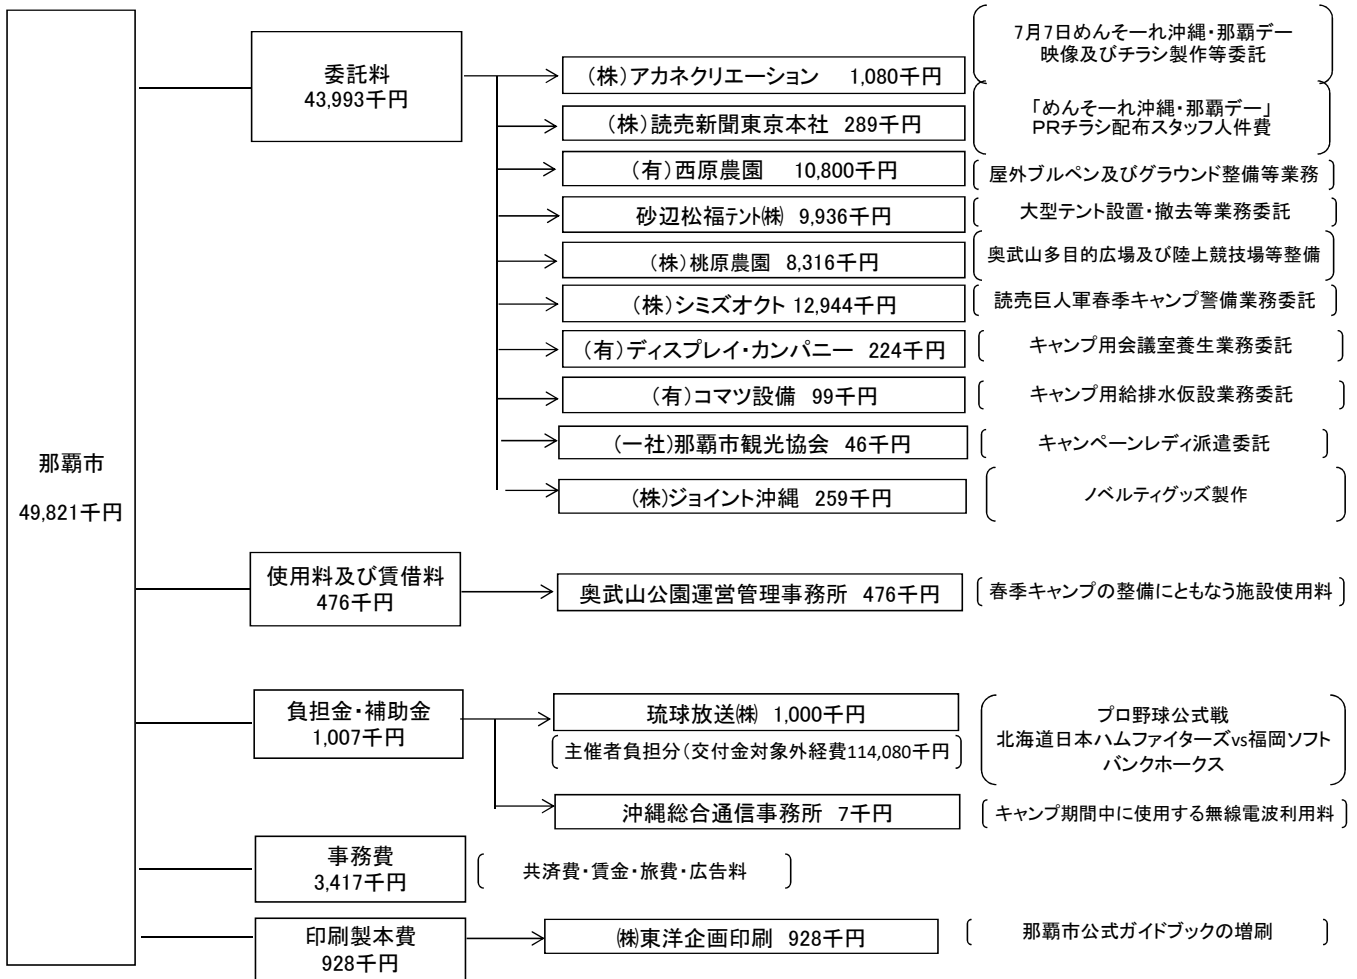 那覇市
49,821千円
委託料
43,993千円
（株）アカネクリエーション　1,080千円
7月7日めんそーれ沖縄・那覇デー
映像及びチラシ製作等委託
（株）読売新聞東京本社 289千円
「めんそーれ沖縄・那覇デー」
PRチラシ配布スタッフ人件費
（有）西原農園　10,800千円
屋外ブルペン及びグラウンド整備等業務
砂辺松福テント㈱ 9,936千円
大型テント設置・撤去等業務委託
（株）桃原農園 8,316千円
奥武山多目的広場及び陸上競技場等整備
（株）シミズオクト 12,944千円
読売巨人軍春季キャンプ警備業務委託
（有）ディスプレイ・カンパニー 224千円
キャンプ用会議室養生業務委託
（有）コマツ設備 99千円
キャンプ用給排水仮設業務委託
（一社）那覇市観光協会 46千円
キャンペーンレディ派遣委託
（株）ジョイント沖縄 259千円
ノベルティグッズ製作
使用料及び賃借料
476千円
奥武山公園運営管理事務所 476千円
春季キャンプの整備にともなう施設使用料
負担金・補助金
1,007千円
琉球放送㈱ 1,000千円
主催者負担分（交付金対象外経費114,080千円
プロ野球公式戦
北海道日本ハムファイターズvs福岡ソフト
バンクホークス
沖縄総合通信事務所 7千円
キャンプ期間中に使用する無線電波利用料
事務費
3,417千円
共済費・賃金・旅費・広告料
印刷製本費
928千円
㈱東洋企画印刷 928千円
那覇市公式ガイドブックの増刷